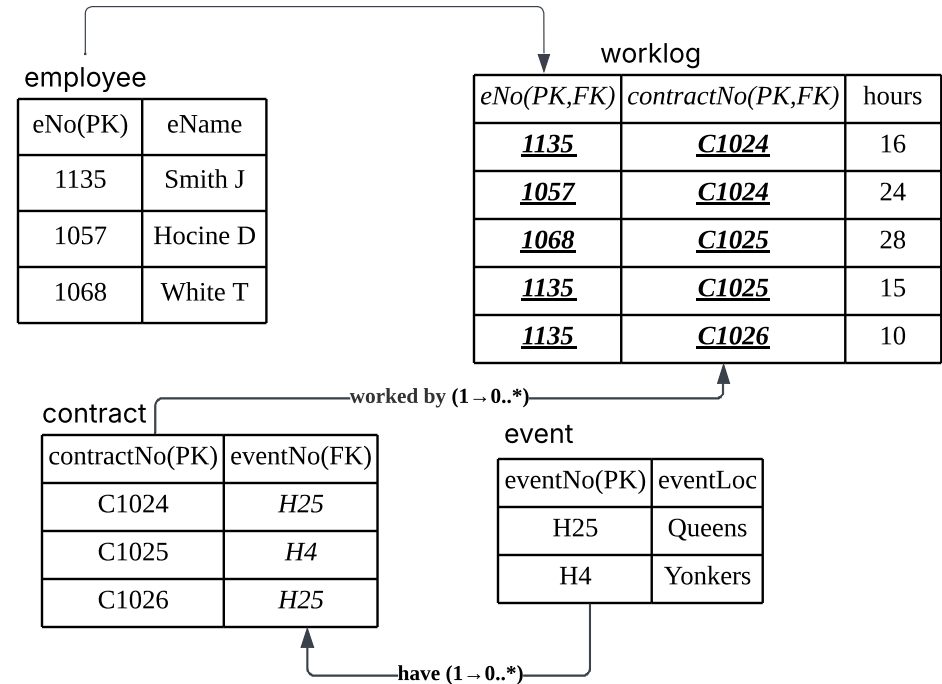 employee
eNo(PK) eName
1135 Smith J
1057 Hocine D
1068 White T
worklog
eNo(PK,FK) contractNo(PK,FK) hours
1135 C1024 16
1057 C1024 24
1068 C1025 28
1135 C1025 15
1135 C1026 10
worked by (1→0..*)
contract
contractNo(PK) eventNo(FK)
C1024 H25
C1025 H4
C1026 H25
event
eventNo(PK) eventLoc
H25 Queens
H4 Yonkers
have (1→0..*)